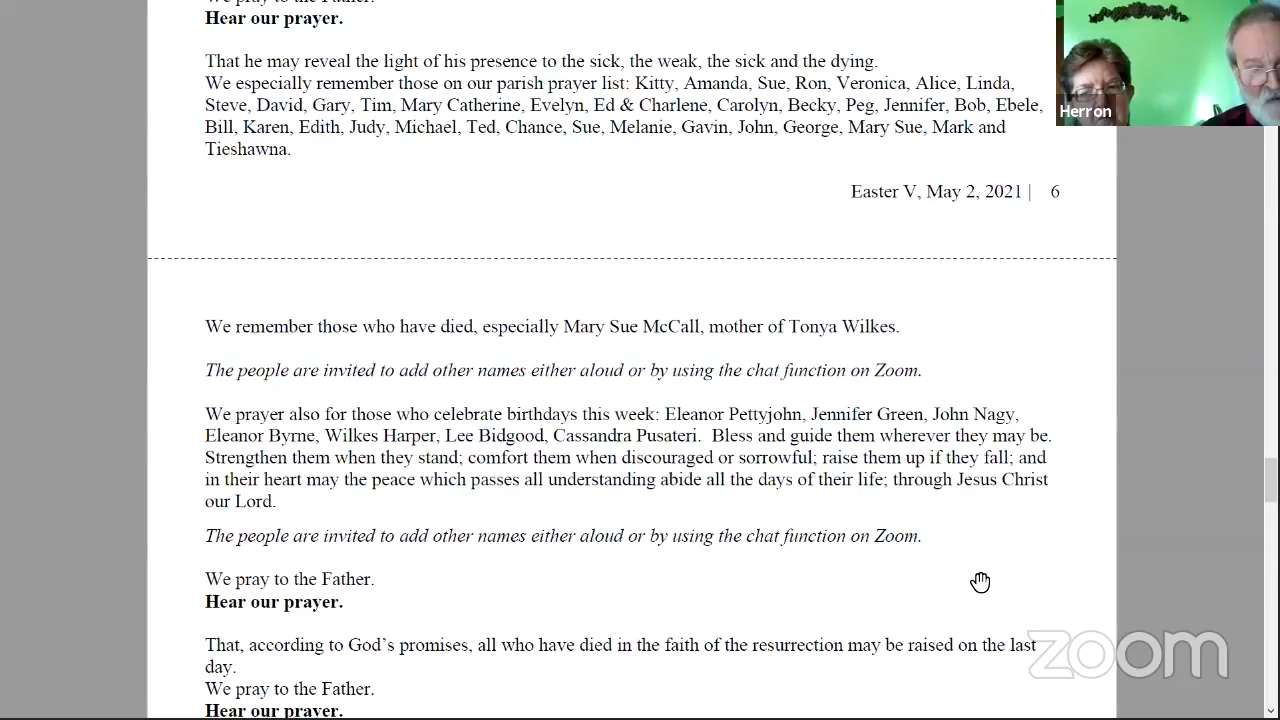 Hear our prayer.
That he may reveal the light of his presence to the sick, the weak, the sick and the dying.
We especially remember those on our parish prayer list: Kitty, Amanda, Sue, Ron, Veronica, Alice, Linda,
Steve, David, Gary, Tim, Mary Catherine, Evelyn, Ed & Charlene, Carolyn, Becky, Peg, Jennifer, Bob, Ebele,
Bill, Karen, Edith, Judy, Michael, Ted, Chance, Sue, Melanie, Gavin, John, George, Mary Sue, Mark and
Tieshawna.
Herron
Easter V, May 2, 2021 | 6
We remember those who have died, especially Mary Sue McCall, mother of Tonya Wilkes.
The people are invited to add other names either aloud or by using the chat function on Zoom.
We prayer also for those who celebrate birthdays this week: Eleanor Pettyjohn, Jennifer Green, John Nagy,
Eleanor Byrne, Wilkes Harper, Lee Bidgood, Cassandra Pusateri. Bless and guide them wherever they may be.
Strengthen them when they stand; comfort them when discouraged or sorrowful; raise them up if they fall; and
in their heart may the peace which passes all understanding abide all the days of their life; through Jesus Christ
our Lord.
The people are invited to add other names either aloud or by using the chat function on Zoom.
We pray to the Father.
Hear our prayer.
That, according to God's promises, all who have died in the faith of the resurrection may be raised on the last
day.
We pray to the Father.
Hear our prayer.
zoom